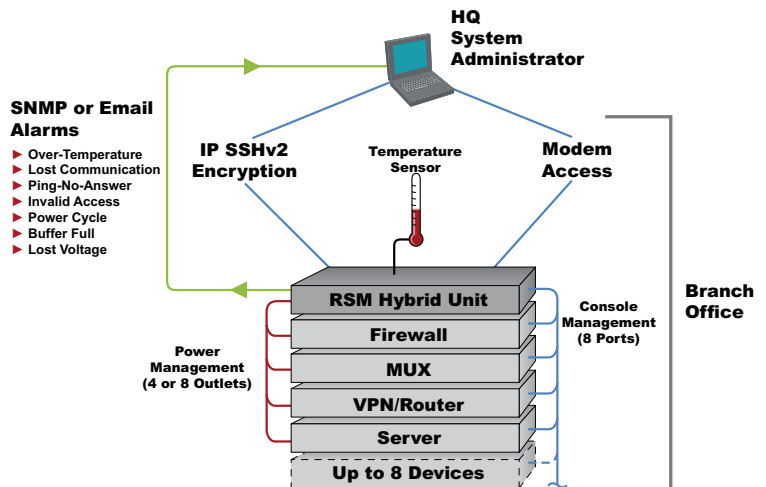 HQ
System
Administrator
SNMP or Email
Alarms
Over-Temperature
Lost Communication
Ping-No-Answer
Invalid Access
Power Cycle
Buffer Full
Lost Voltage
IP SSHv2
Encryption
Temperature
Sensor
Modem
Access
RSM Hybrid Unit
Firewall
MUX
VPN/Router
Server
Up to 8 Devices
Power
Management
(4 or 8 Outlets)
Console
Management
(8 Ports)
Branch
Office